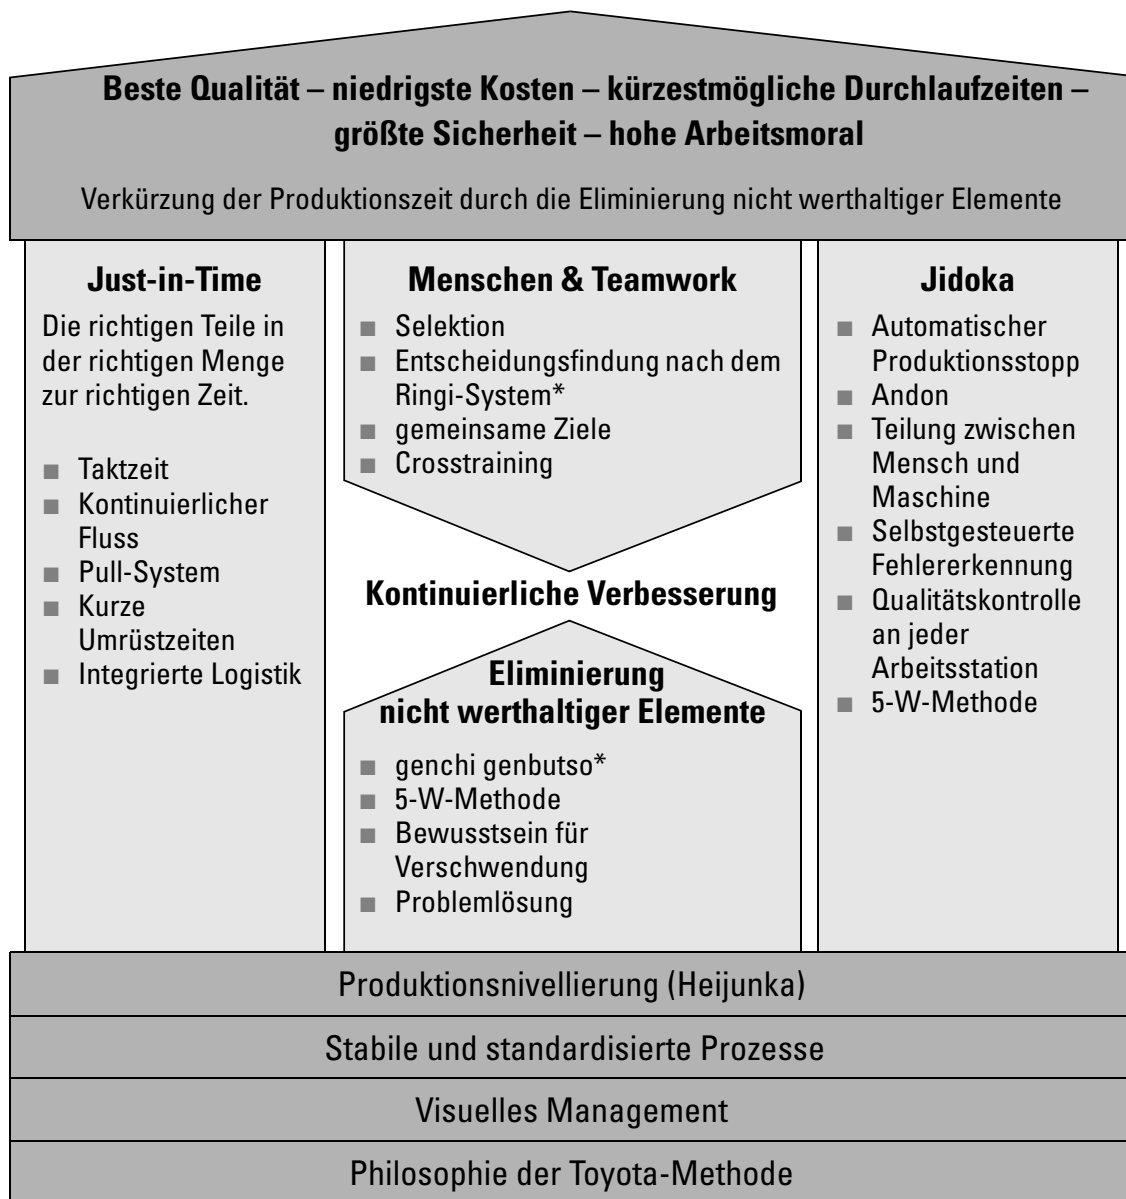 Beste Qualität – niedrigste Kosten – kürzestmögliche Durchlaufzeiten –
größte Sicherheit – hohe Arbeitsmoral
Verkürzung der Produktionszeit durch die Eliminierung nicht werthaltiger Elemente
Just-in-Time
Die richtigen Teile in
der richtigen Menge
zur richtigen Zeit.
■ Taktzeit
■ Kontinuierlicher
Fluss
■ Pull-System
■ Kurze
Umrüstzeiten
■ Integrierte Logistik
Menschen & Teamwork
■ Selektion
■ Entscheidungsfindung nach dem
Ringi-System*
■ gemeinsame Ziele
■ Crosstraining
Kontinuierliche Verbesserung
Eliminierung
nicht werthaltiger Elemente
■ genchi genbutso*
■ 5-W-Methode
■ Bewusstsein für
Verschwendung
■ Problemlösung
Jidoka
■ Automatischer
Produktionsstopp
■ Andon
■ Teilung zwischen
Mensch und
Maschine
■ Selbstgesteuerte
Fehlererkennung
■ Qualitätskontrolle
an jeder
Arbeitsstation
■ 5-W-Methode
Produktionsnivellierung (Heijunka)
Stabile und standardisierte Prozesse
Visuelles Management
Philosophie der Toyota-Methode